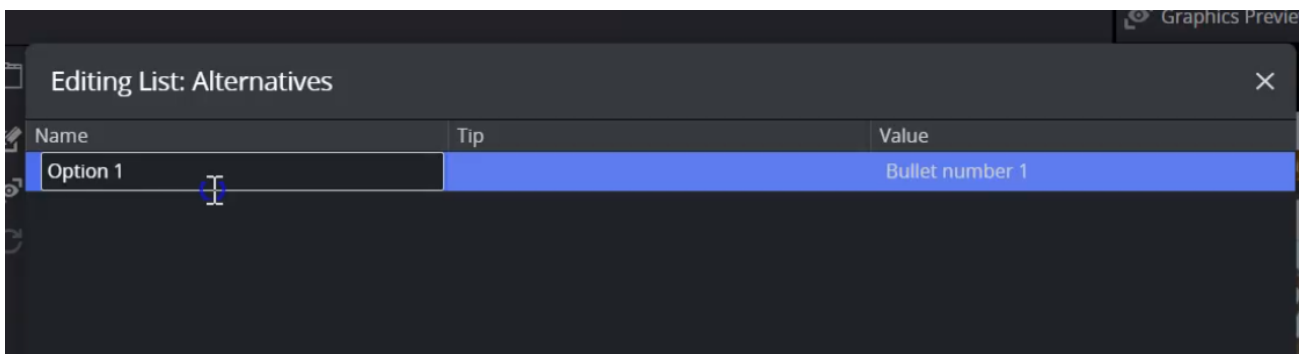 Graphics Previe
Editing List: Alternatives
Name Tip Value
Option 1 Bullet number 1